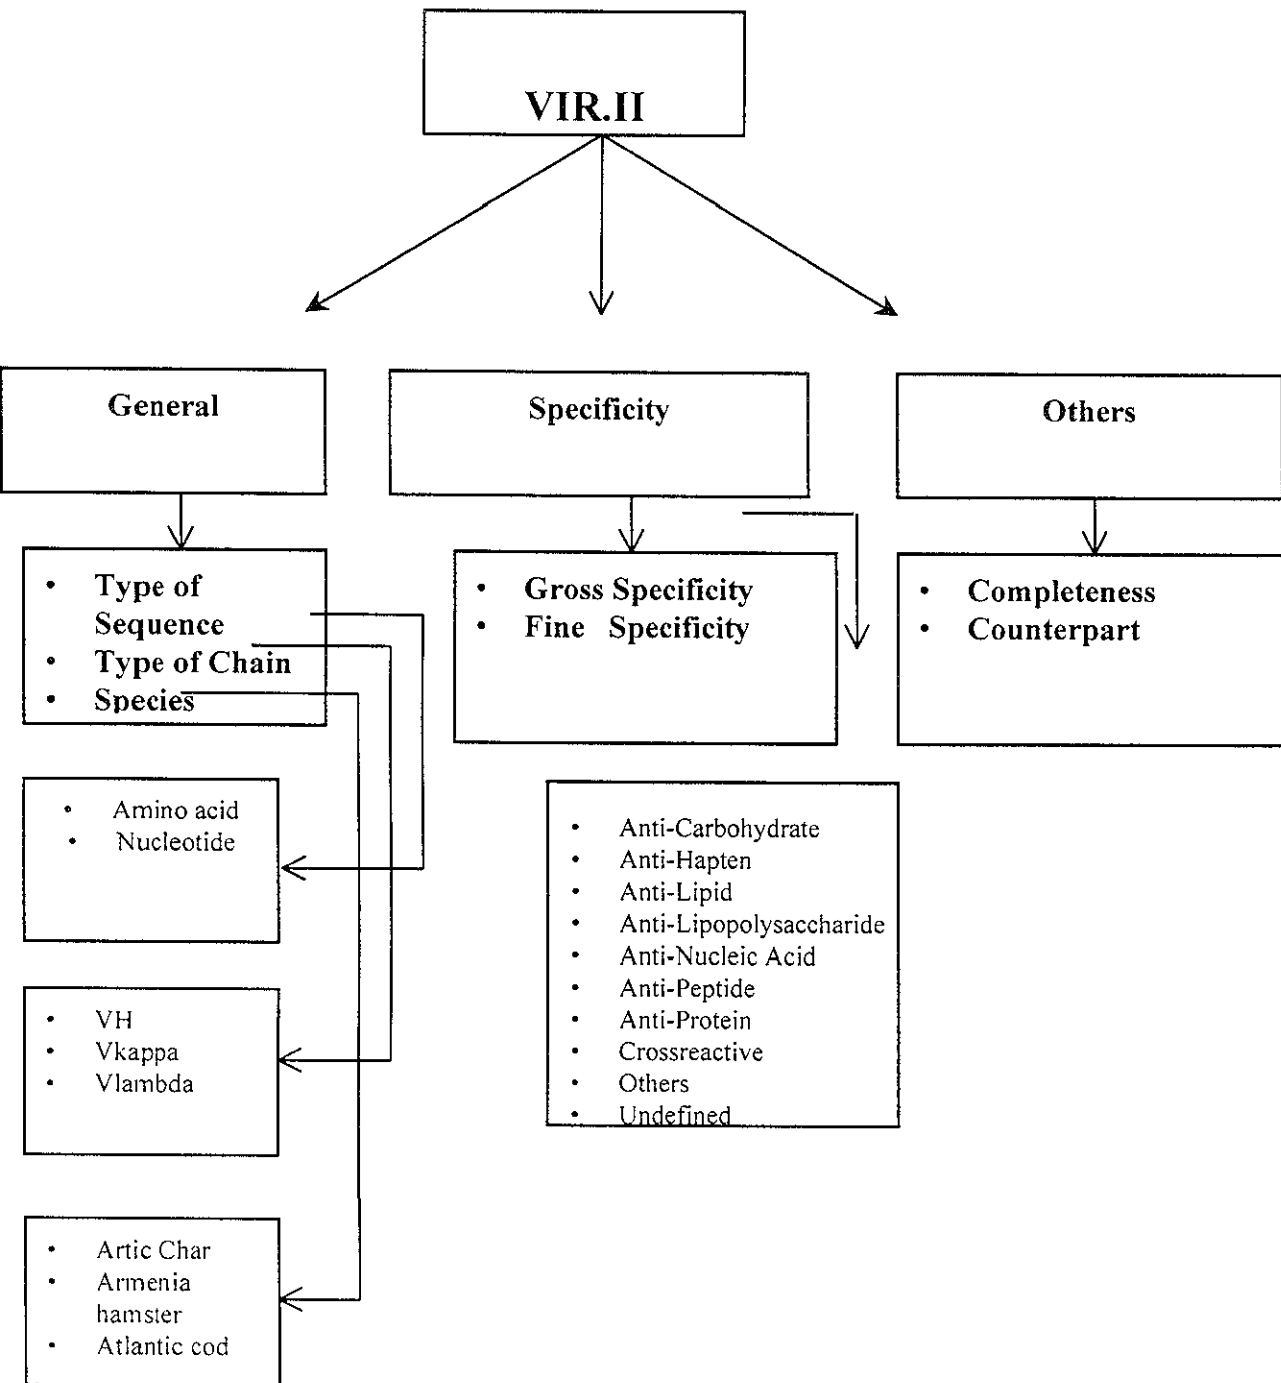 VIR.II
General
Specificity
Others
• Type of
Sequence
• Type of Chain
• Species
• Gross Specificity
• Fine Specificity
• Completeness
• Counterpart
• Amino acid
• Nucleotide
• Anti-Carbohydrate
• Anti-Hapten
• Anti-Lipid
• Anti-Lipopolysaccharide
• Anti-Nucleic Acid
• Anti-Peptide
• Anti-Protein
• Crossreactive
• Others
• Undefined
• VH
• Vkappa
• Vlambda
• Artic Char
• Armenia
hamster
• Atlantic cod